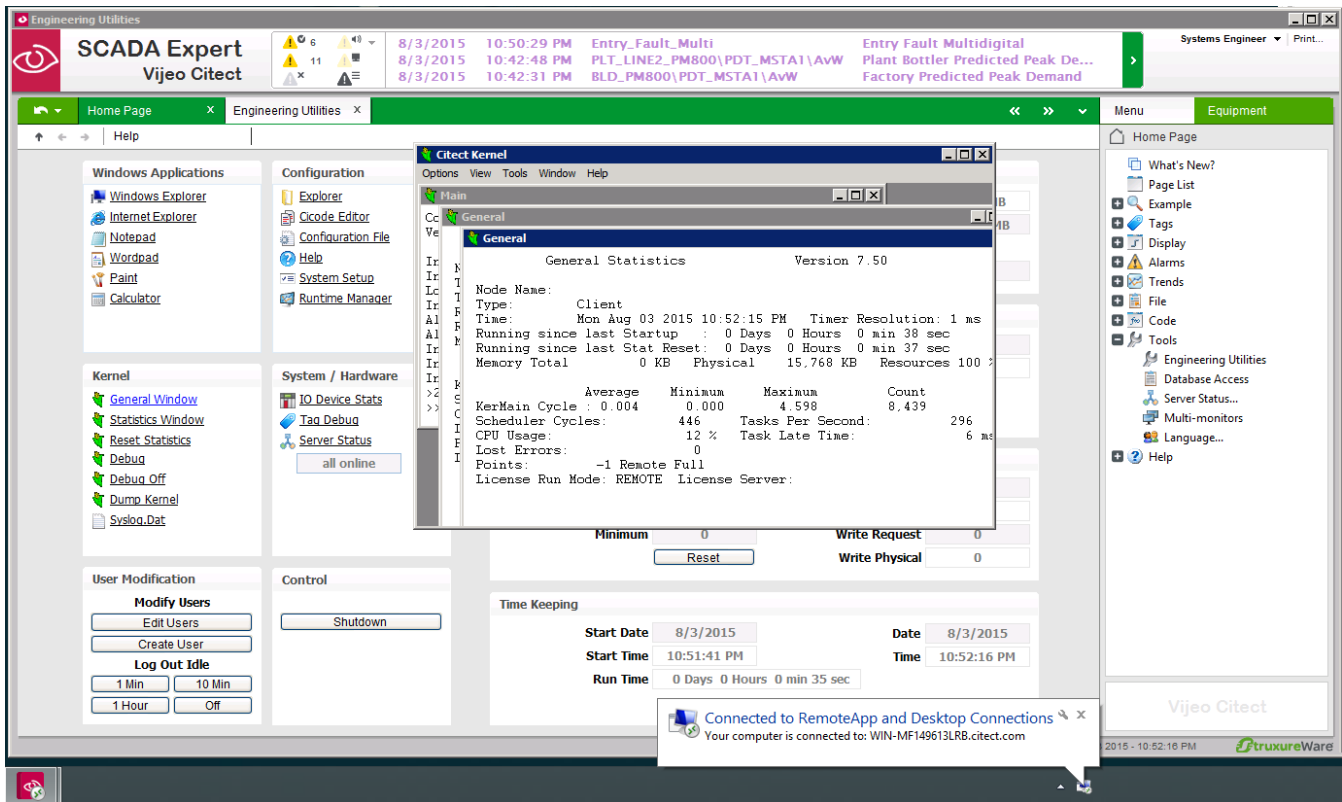 Engineering Utilities
SCADA Expert
Vijeo Citect
6
11
8/3/2015 10:50:29 PM Entry_Fault_Multi Entry Fault Multidigital
8/3/2015 10:42:48 PM PLT_LINE2_PM800\PDT_MSTA1\AvW Plant Bottler Predicted Peak De...
8/3/2015 10:42:31 PM BLD_PM800\PDT_MSTA1\AvW Factory Predicted Peak Demand
Systems Engineer Print...
Home Page x Engineering Utilities x
Menu Equipment
Help
Home Page
What's New?
Page List
Example
Tags
Display
Alarms
Trends
File
Code
Tools
Engineering Utilities
Database Access
Server Status...
Multi-monitors
Language...
Help
Windows Applications
Windows Explorer
Internet Explorer
Notepad
Wordpad
Paint
Calculator
Configuration
Explorer
Cicode Editor
Configuration File
Help
System Setup
Runtime Manager
Kernel
General Window
Statistics Window
Reset Statistics
Debug
Debug Off
Dump Kernel
Syslog.Dat
System / Hardware
IO Device Stats
Tag Debug
Server Status
all online
User Modification
Modify Users
Edit Users
Create User
Log Out Idle
1 Min 10 Min
1 Hour Off
Control
Shutdown
Citect Kernel
Options View Tools Window Help
Main
General
General
General Statistics Version 7.50
Node Name:
Type: Client
Time: Mon Aug 03 2015 10:52:15 PM Timer Resolution: 1 ms
Running since last Startup : 0 Days 0 Hours 0 min 38 sec
Running since last Stat Reset: 0 Days 0 Hours 0 min 37 sec
Memory Total 0 KB Physical 15,768 KB Resources 100 %
Average Minimum Maximum Count
KerMain Cycle : 0.004 0.000 4.598 8,439
Scheduler Cycles: 446 Tasks Per Second: 296
CPU Usage: 12 % Task Late Time: 6 ms
Lost Errors: 0
Points: -1 Remote Full
License Run Mode: REMOTE License Server:
Minimum 0 Write Request 0
Reset Write Physical 0
Time Keeping
Start Date 8/3/2015 Date 8/3/2015
Start Time 10:51:41 PM Time 10:52:16 PM
Run Time 0 Days 0 Hours 0 min 35 sec
Connected to RemoteApp and Desktop Connections
Your computer is connected to: WIN-MF149613LRB.citect.com
Vijeo Citect
2015 - 10:52:16 PM StruxureWare